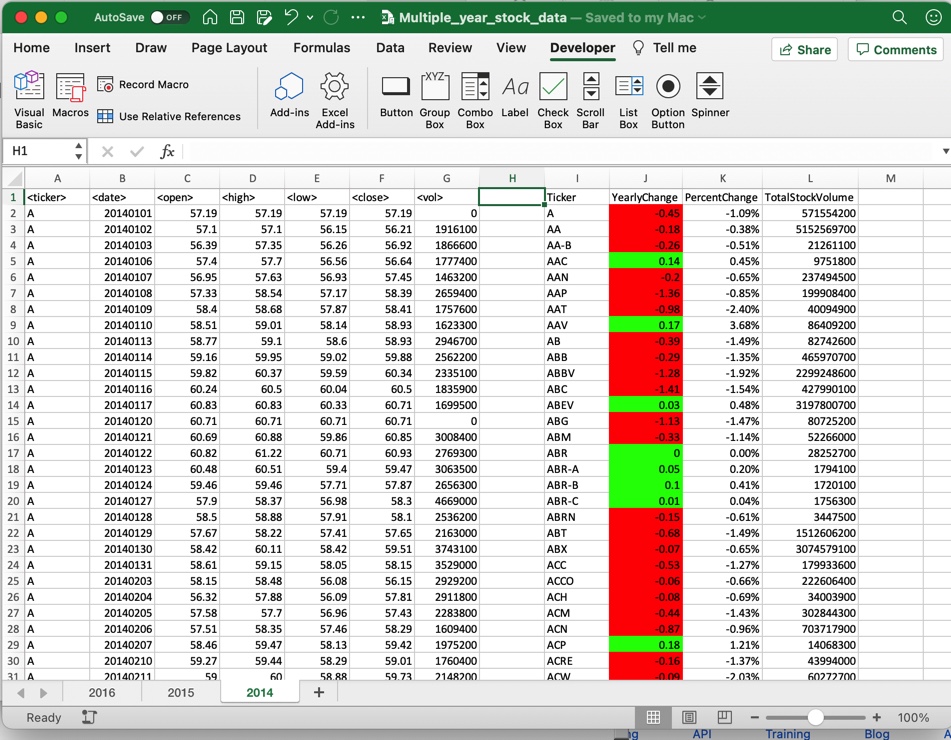 AutoSave OFF Multiple_year_stock_data — Saved to my Mac
Home Insert Draw Page Layout Formulas Data Review View Developer Tell me Share Comments
Visual Basic Macros Record Macro Use Relative References Add-ins Excel Add-ins Button Group Box Combo Box Label Check Box Scroll Bar List Box Option Button Spinner
XYZ Aa
H1 fx
A B C D E F G H I J K L M
1 <ticker> <date> <open> <high> <low> <close> <vol> Ticker YearlyChange PercentChange TotalStockVolume
2 A 20140101 57.19 57.19 57.19 57.19 0 A -0.45 -1.09% 571554200
3 A 20140102 57.1 57.1 56.15 56.21 1916100 AA -0.18 -0.38% 5152569700
4 A 20140103 56.39 57.35 56.26 56.92 1866600 AA-B -0.26 -0.51% 21261100
5 A 20140106 57.4 57.7 56.56 56.64 1777400 AAC 0.14 0.45% 9751800
6 A 20140107 56.95 57.63 56.93 57.45 1463200 AAN -0.2 -0.65% 237494500
7 A 20140108 57.33 58.54 57.17 58.39 2659400 AAP -1.36 -0.85% 199908400
8 A 20140109 58.4 58.68 57.87 58.41 1757600 AAT -0.98 -2.40% 40094900
9 A 20140110 58.51 59.01 58.14 58.93 1623300 AAV 0.17 3.68% 86409200
10 A 20140113 58.77 59.1 58.6 58.93 2946700 AB -0.39 -1.49% 82742600
11 A 20140114 59.16 59.95 59.02 59.88 2562200 ABB -0.29 -1.35% 465970700
12 A 20140115 59.82 60.37 59.59 60.34 2335100 ABBV -1.28 -1.92% 2299248600
13 A 20140116 60.24 60.5 60.04 60.5 1835900 ABC -1.41 -1.54% 427990100
14 A 20140117 60.83 60.83 60.33 60.71 1699500 ABEV 0.03 0.48% 3197800700
15 A 20140120 60.71 60.71 60.71 60.71 0 ABG -1.13 -1.47% 80725200
16 A 20140121 60.69 60.88 59.86 60.85 3008400 ABM -0.33 -1.14% 52266000
17 A 20140122 60.82 61.22 60.71 60.93 2769300 ABR 0 0.00% 28252700
18 A 20140123 60.48 60.51 59.4 59.47 3063500 ABR-A 0.05 0.20% 1794100
19 A 20140124 59.46 59.46 57.71 57.87 2656300 ABR-B 0.1 0.41% 1720100
20 A 20140127 57.9 58.37 56.98 58.3 4669000 ABR-C 0.01 0.04% 1756300
21 A 20140128 58.5 58.88 57.91 58.1 2536200 ABRN -0.15 -0.61% 3447500
22 A 20140129 57.67 58.22 57.41 57.65 2163000 ABT -0.68 -1.49% 1512606200
23 A 20140130 58.42 60.11 58.42 59.51 3743100 ABX -0.07 -0.65% 3074579100
24 A 20140131 58.61 59.15 58.05 58.15 3529000 ACC -0.53 -1.27% 179933600
25 A 20140203 58.15 58.48 56.08 56.15 2929200 ACCO -0.06 -0.66% 222606400
26 A 20140204 56.32 57.88 56.09 57.81 2911800 ACH -0.08 -0.69% 34003900
27 A 20140205 57.58 57.7 56.96 57.43 2283800 ACM -0.44 -1.43% 302844300
28 A 20140206 57.51 58.35 57.46 58.29 1609400 ACN -0.87 -0.96% 703717900
29 A 20140207 58.46 59.47 58.13 59.42 1975200 ACP 0.18 1.21% 14068300
30 A 20140210 59.27 59.44 58.29 59.01 1760400 ACRE -0.16 -1.37% 43994000
31 A 20140211 59 60 58.88 59.73 2148200 ACW -0.09 -2.03% 60272700
2016 2015 2014 +
Ready 100%
API Training Blog